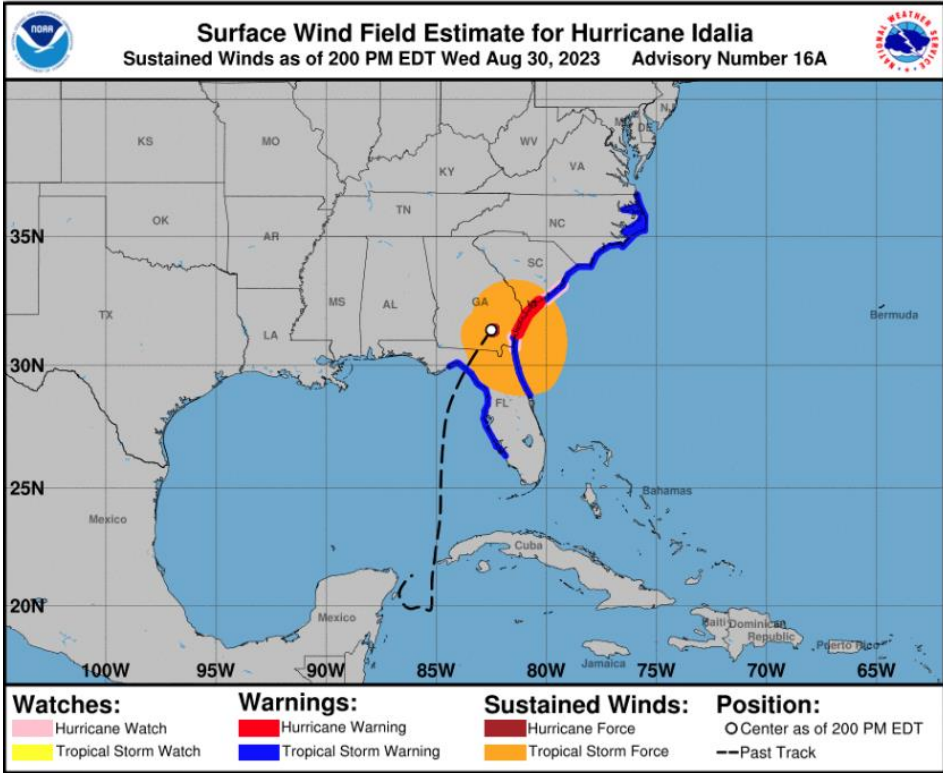 NOAA
Surface Wind Field Estimate for Hurricane Idalia
Sustained Winds as of 200 PM EDT Wed Aug 30, 2023 Advisory Number 16A
NATIONAL WEATHER SERVICE
NJ
DE
KS MO WV
KY VA
OK TN NC
AR SC
35N
MS AL GA
TX LA Bermuda
30N
FL
25N
Bahamas
Mexico
Cuba
20N
Mexico Haiti Dominican Republic
Puerto Rico
Jamaica
100W 95W 90W 85W 80W 75W 70W 65W
Watches: Warnings: Sustained Winds: Position:
Hurricane Watch Hurricane Warning Hurricane Force Center as of 200 PM EDT
Tropical Storm Watch Tropical Storm Warning Tropical Storm Force Past Track